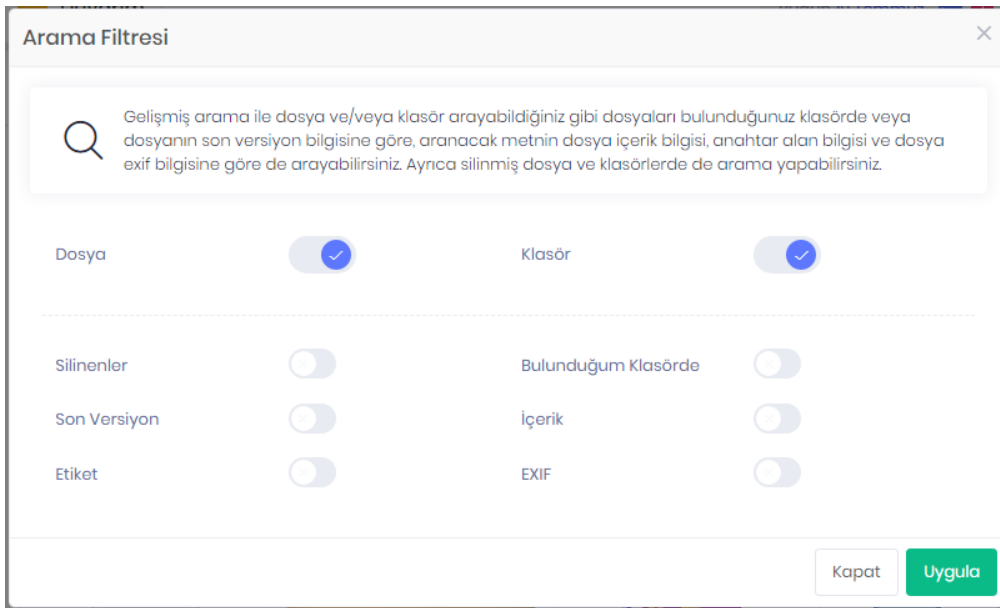 Arama Filtresi
Gelişmiş arama ile dosya ve/veya klasör arayabildiğiniz gibi dosyaları bulunduğunuz klasörde veya
dosyanın son versiyon bilgisine göre, aranacak metnin dosya içerik bilgisi, anahtar alan bilgisi ve dosya
exif bilgisine göre de arayabilirsiniz. Ayrıca silinmiş dosya ve klasörlerde de arama yapabilirsiniz.
Dosya Klasör
Silinenler Bulunduğum Klasörde
Son Versiyon İçerik
Etiket EXIF
Kapat Uygula